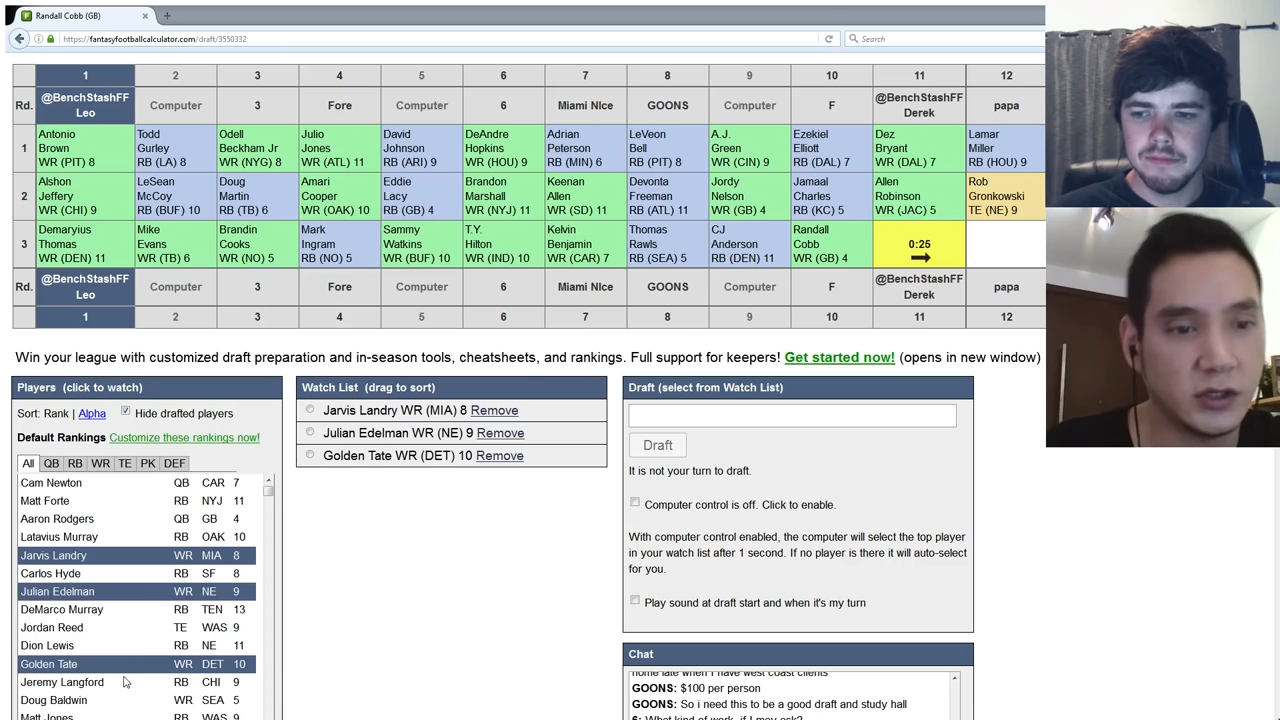 Randall Cobb (GB) × +
https://fantasyfootballcalculator.com/draft/3550332 Search
1 2 3 4 5 6 7 8 9 10 11 12
Rd. @BenchStashFF Leo Computer 3 Fore Computer 6 Miami NIce GOONS Computer F @BenchStashFF Derek papa
1 Antonio Brown WR (PIT) 8 Todd Gurley RB (LA) 8 Odell Beckham Jr WR (NYG) 8 Julio Jones WR (ATL) 11 David Johnson RB (ARI) 9 DeAndre Hopkins WR (HOU) 9 Adrian Peterson RB (MIN) 6 LeVeon Bell RB (PIT) 8 A.J. Green WR (CIN) 9 Ezekiel Elliott RB (DAL) 7 Dez Bryant WR (DAL) 7 Lamar Miller RB (HOU) 9
2 Alshon Jeffery WR (CHI) 9 LeSean McCoy RB (BUF) 10 Doug Martin RB (TB) 6 Amari Cooper WR (OAK) 10 Eddie Lacy RB (GB) 4 Brandon Marshall WR (NYJ) 11 Keenan Allen WR (SD) 11 Devonta Freeman RB (ATL) 11 Jordy Nelson WR (GB) 4 Jamaal Charles RB (KC) 5 Allen Robinson WR (JAC) 5 Rob Gronkowski TE (NE) 9
3 Demaryius Thomas WR (DEN) 11 Mike Evans WR (TB) 6 Brandin Cooks WR (NO) 5 Mark Ingram RB (NO) 5 Sammy Watkins WR (BUF) 10 T.Y. Hilton WR (IND) 10 Kelvin Benjamin WR (CAR) 7 Thomas Rawls RB (SEA) 5 CJ Anderson RB (DEN) 11 Randall Cobb WR (GB) 4 0:25
Rd. @BenchStashFF Leo Computer 3 Fore Computer 6 Miami NIce GOONS Computer F @BenchStashFF Derek papa
1 2 3 4 5 6 7 8 9 10 11 12
Win your league with customized draft preparation and in-season tools, cheatsheets, and rankings. Full support for keepers! Get started now! (opens in new window)
Players (click to watch)
Sort: Rank | Alpha Hide drafted players
Default Rankings Customize these rankings now!
All QB RB WR TE PK DEF
Cam Newton QB CAR 7
Matt Forte RB NYJ 11
Aaron Rodgers QB GB 4
Latavius Murray RB OAK 10
Jarvis Landry WR MIA 8
Carlos Hyde RB SF 8
Julian Edelman WR NE 9
DeMarco Murray RB TEN 13
Jordan Reed TE WAS 9
Dion Lewis RB NE 11
Golden Tate WR DET 10
Jeremy Langford RB CHI 9
Doug Baldwin WR SEA 5
Matt Jones RB WAS 9
Watch List (drag to sort)
Jarvis Landry WR (MIA) 8 Remove
Julian Edelman WR (NE) 9 Remove
Golden Tate WR (DET) 10 Remove
Draft (select from Watch List)
Draft
It is not your turn to draft.
Computer control is off. Click to enable.
With computer control enabled, the computer will select the top player
in your watch list after 1 second. If no player is there it will auto-select
for you.
Play sound at draft start and when it's my turn
Chat
home late when I have west coast clients
GOONS: $100 per person
GOONS: So i need this to be a good draft and study hall
6: What kind of work, if I may ask?